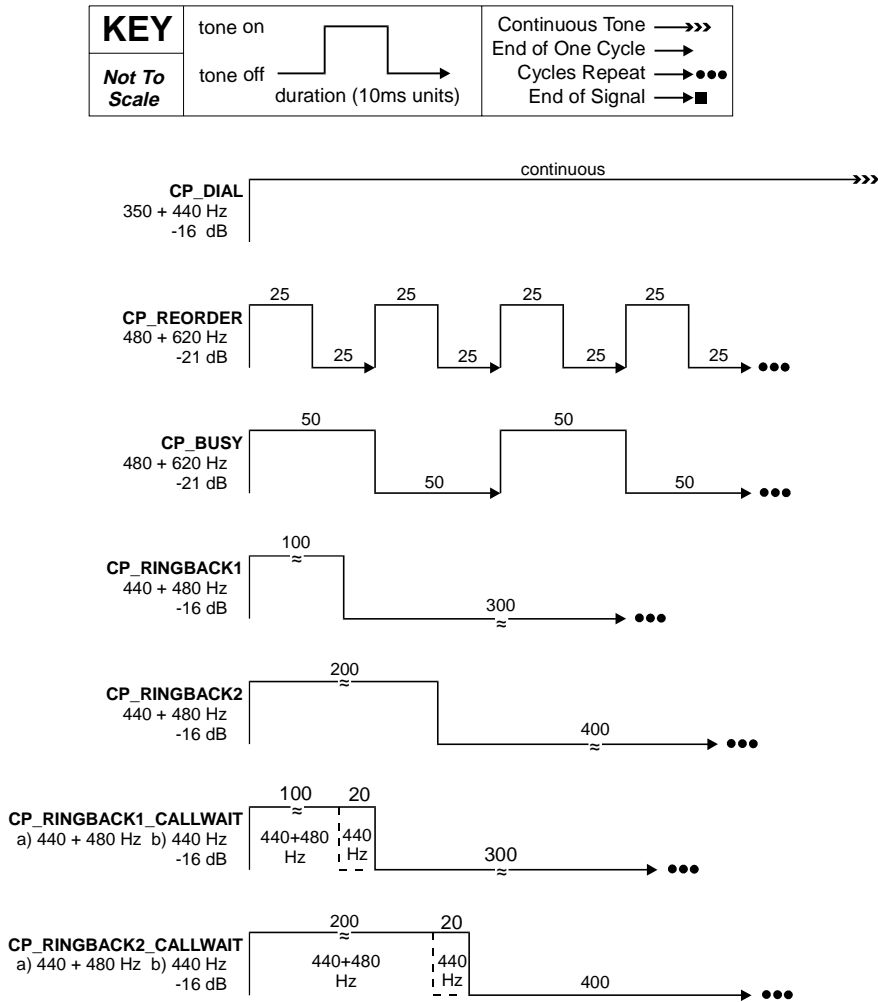 KEY
Not To
Scale
tone on
tone off
duration (10ms units)
Continuous Tone
End of One Cycle
Cycles Repeat
End of Signal
continuous
CP_DIAL
350 + 440 Hz
-16 dB
25 25 25 25
CP_REORDER
480 + 620 Hz
-21 dB
25 25 25 25
50 50
CP_BUSY
480 + 620 Hz
-21 dB
50 50
100
CP_RINGBACK1
440 + 480 Hz
-16 dB
300
200
CP_RINGBACK2
440 + 480 Hz
-16 dB
400
100 20
CP_RINGBACK1_CALLWAIT
a) 440 + 480 Hz b) 440 Hz
-16 dB
440+480
Hz
440
Hz
300
200 20
CP_RINGBACK2_CALLWAIT
a) 440 + 480 Hz b) 440 Hz
-16 dB
440+480
Hz
440
Hz
400